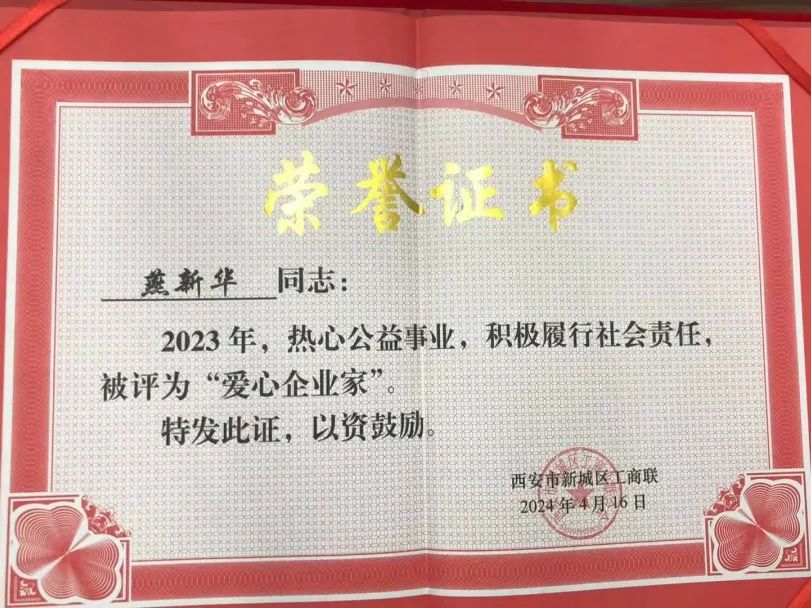 荣誉证书
燕新华 同志：
2023 年，热心公益事业，积极履行社会责任，
被评为“爱心企业家”。
特发此证，以资鼓励。
西安市新城区工商联
2024 年 4 月 16 日